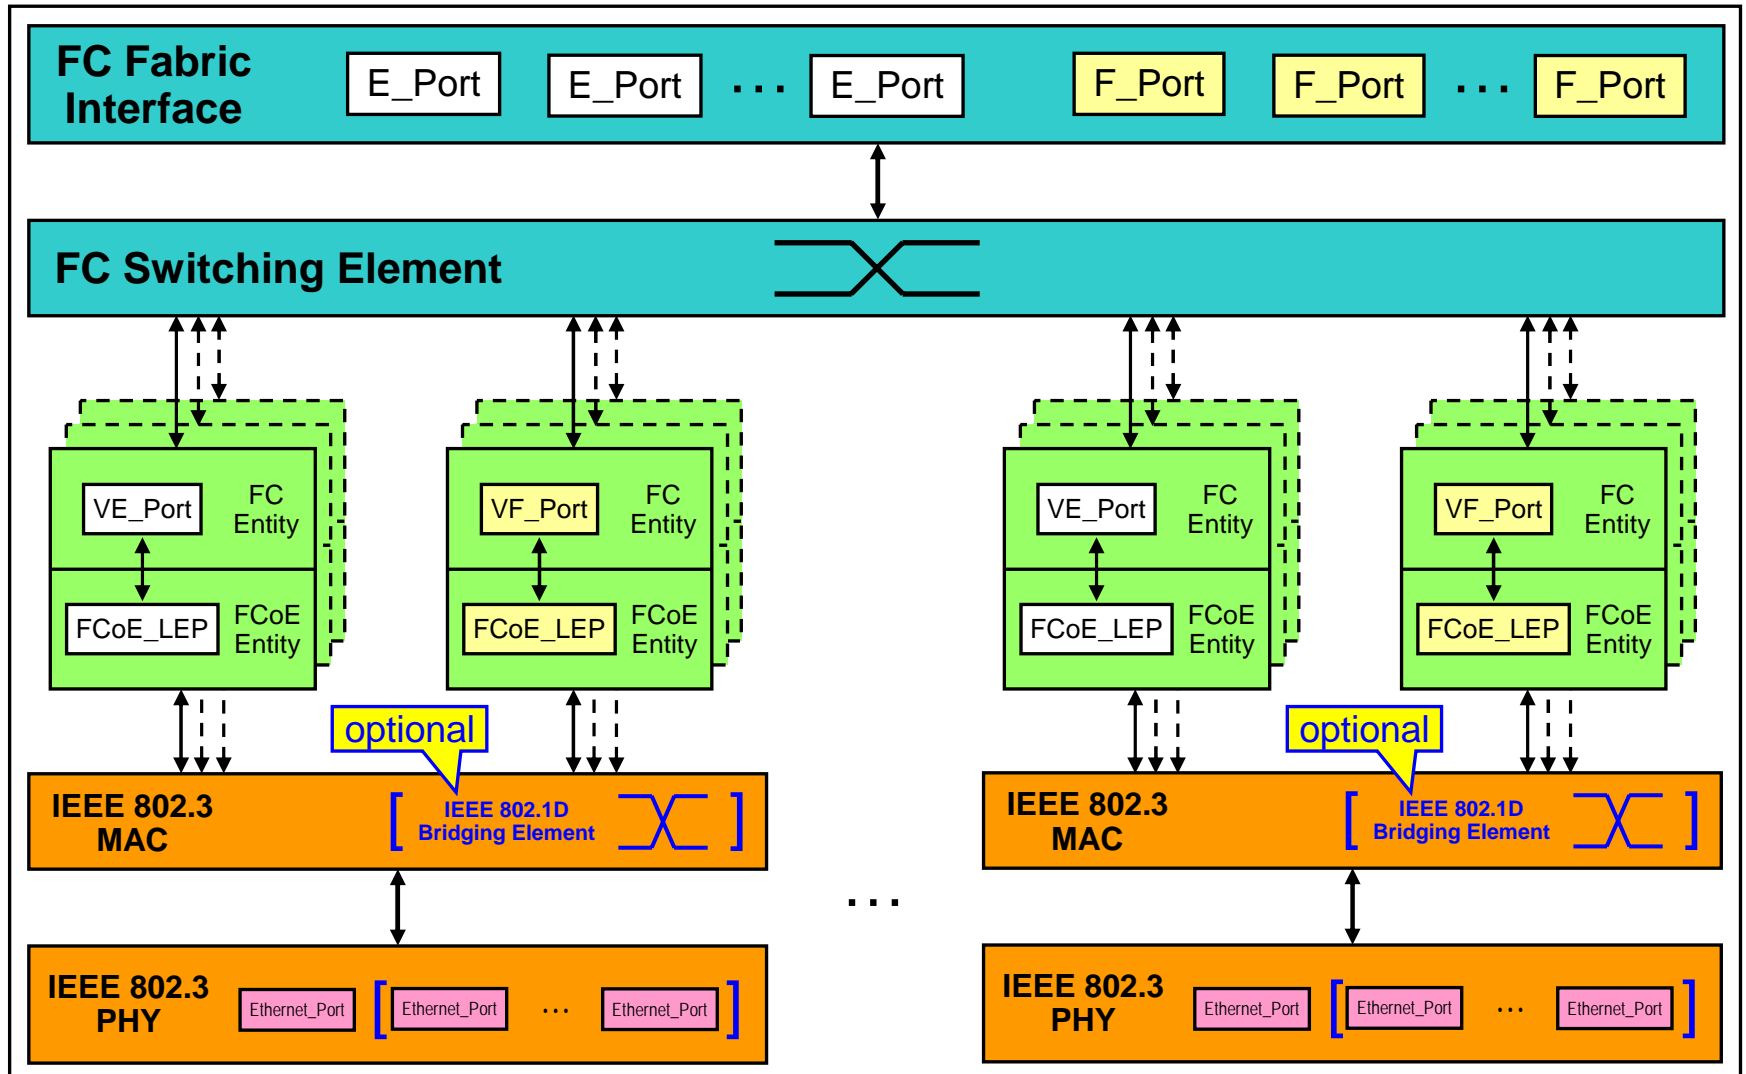 FC Fabric
Interface
E_Port
E_Port
...
E_Port
F_Port
F_Port
...
F_Port
FC Switching Element
VE_Port
FC
Entity
FCoE_LEP
FCoE
Entity
VF_Port
FC
Entity
FCoE_LEP
FCoE
Entity
VE_Port
FC
Entity
FCoE_LEP
FCoE
Entity
VF_Port
FC
Entity
FCoE_LEP
FCoE
Entity
optional
optional
IEEE 802.3
MAC
[ IEEE 802.1D
Bridging Element ]
IEEE 802.3
MAC
[ IEEE 802.1D
Bridging Element ]
...
IEEE 802.3
PHY
Ethernet_Port [ Ethernet_Port ... Ethernet_Port ]
IEEE 802.3
PHY
Ethernet_Port [ Ethernet_Port ... Ethernet_Port ]